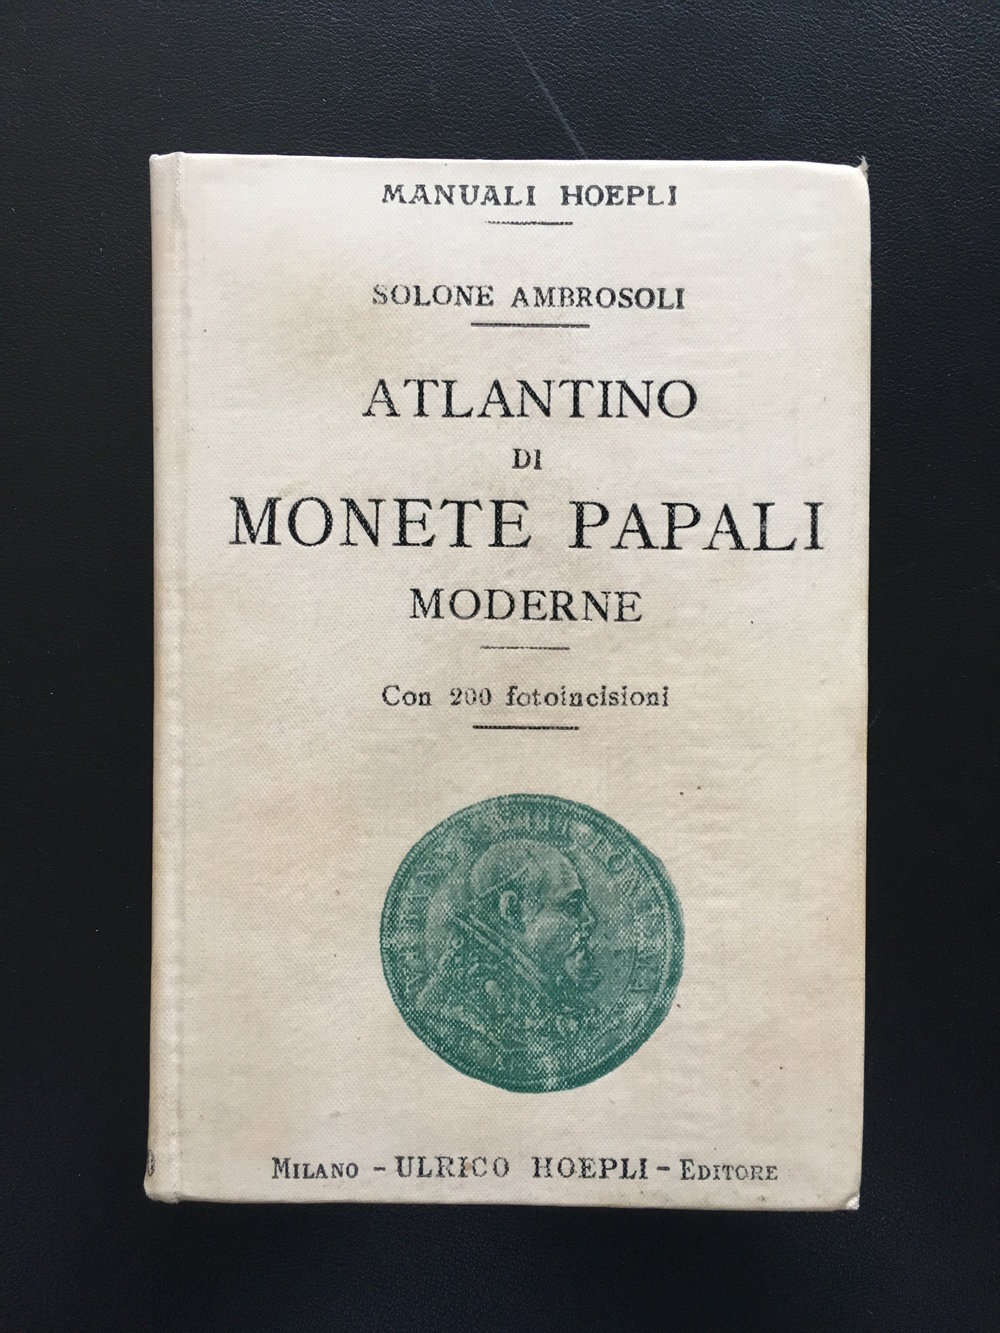 MANUALI HOEPLI
SOLONE AMBROSOLI
ATLANTINO
DI
MONETE PAPALI
MODERNE
Con 200 fotoincisioni
MILANO - ULRICO HOEPLI - EDITORE